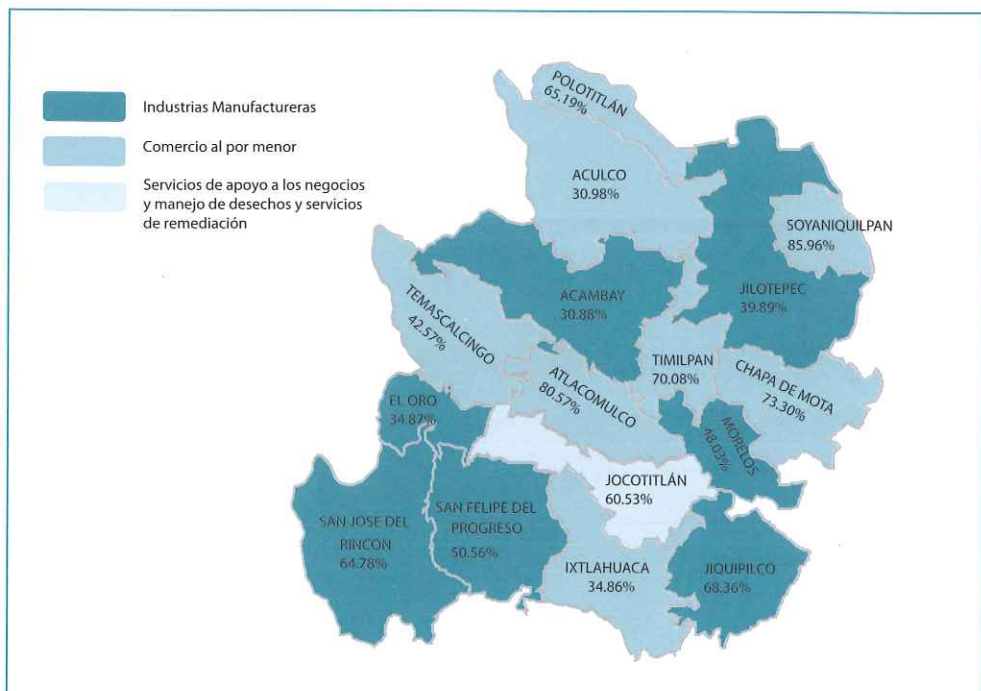 Industrias Manufactureras
Comercio al por menor
Servicios de apoyo a los negocios
y manejo de desechos y servicios
de remediación
POLOTITLÁN
65.19%
ACULCO
30.98%
SOYANIQUILPAN
85.96%
JILOTEPEC
39.89%
ACAMBAY
30.88%
TEMASCALCINGO
42.57%
ATLACOMULCO
80.57%
TIMILPAN
70.08%
CHAPA DE MOTA
73.30%
EL ORO
34.87%
MORELOS
48.03%
JOCOTITLÁN
60.53%
SAN JOSE DEL
RINCON
64.78%
SAN FELIPE DEL
PROGRESO
50.56%
IXTLAHUACA
34.86%
JIQUIPILCO
68.36%